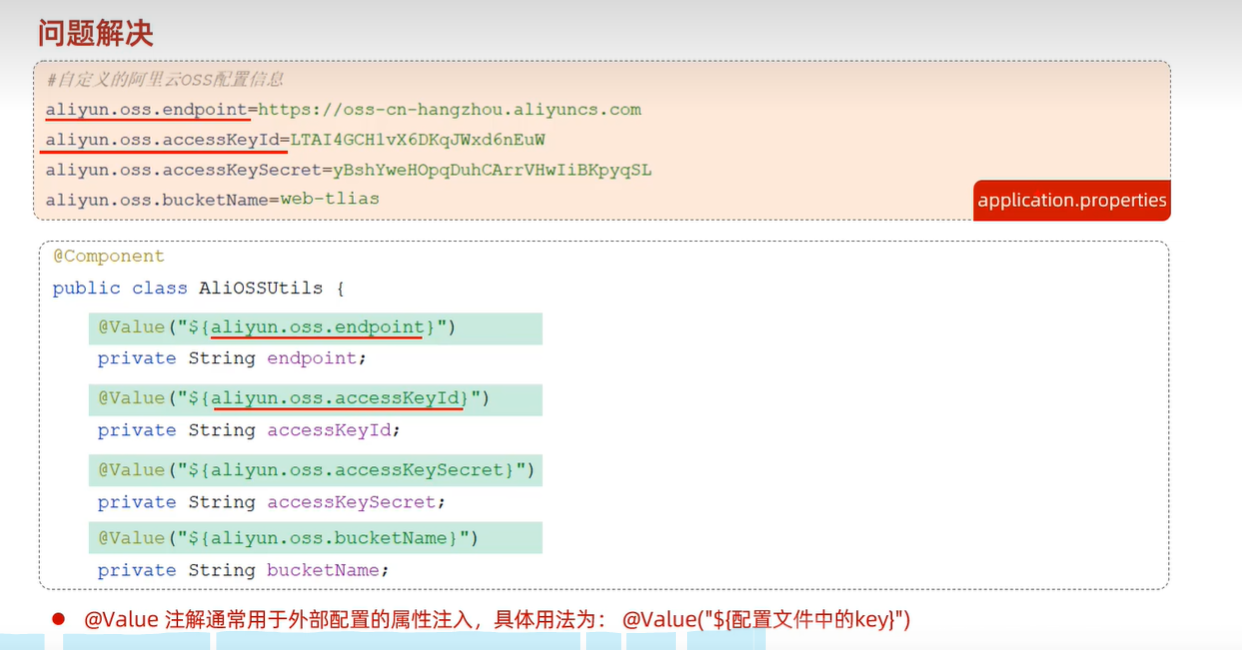 问题解决
#自定义的阿里云OSS配置信息
aliyun.oss.endpoint=https://oss-cn-hangzhou.aliyuncs.com
aliyun.oss.accessKeyId=LTAI4GCH1vX6DKqJWxd6nEuW
aliyun.oss.accessKeySecret=yBshYweHOpqDuhCArrVHwIiBKpyqSL
aliyun.oss.bucketName=web-tlias
application.properties
@Component
public class AliOSSUtils {
@Value("${aliyun.oss.endpoint}")
private String endpoint;
@Value("${aliyun.oss.accessKeyId}")
private String accessKeyId;
@Value("${aliyun.oss.accessKeySecret}")
private String accessKeySecret;
@Value("${aliyun.oss.bucketName}")
private String bucketName;
● @Value 注解通常用于外部配置的属性注入，具体用法为： @Value("${配置文件中的key}")